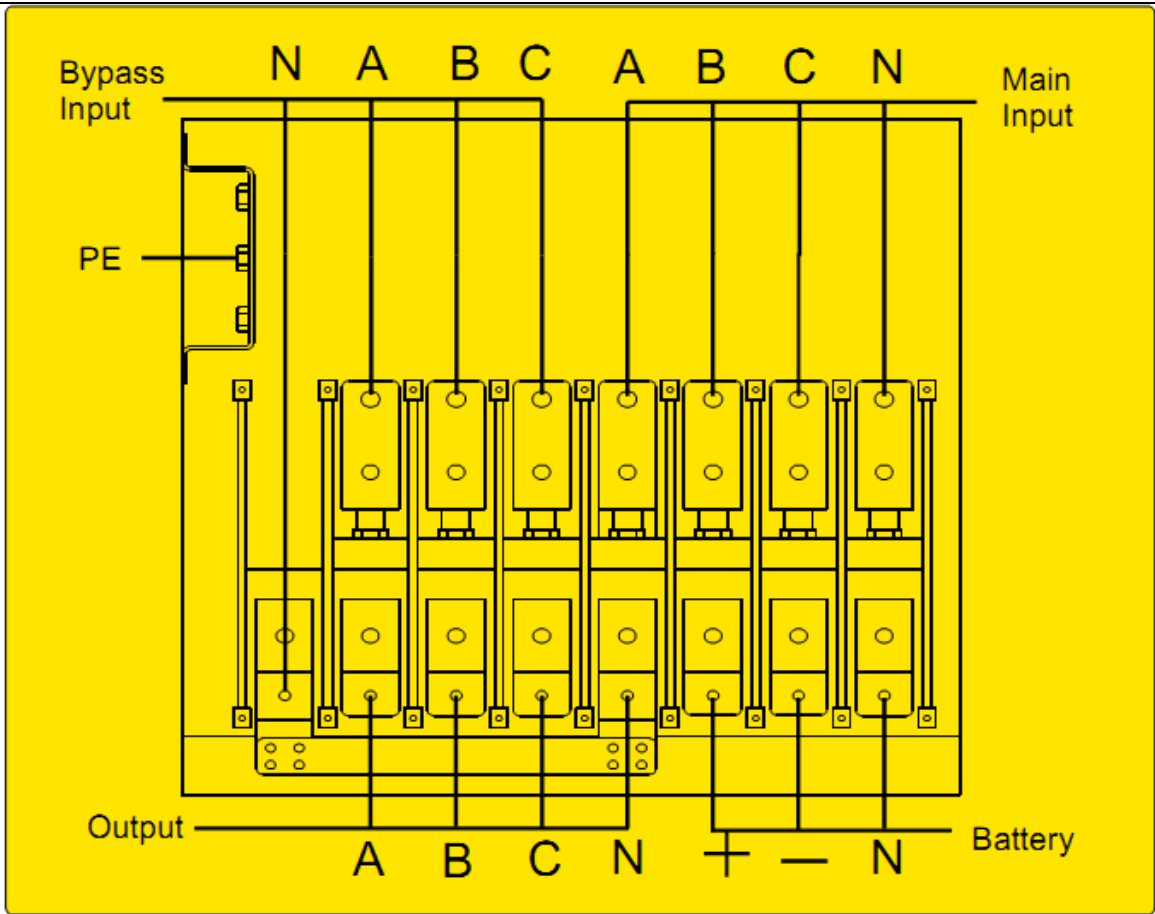 N A B C A B C N
Bypass
Input
Main
Input
PE
Output
Battery
A B C N + — N